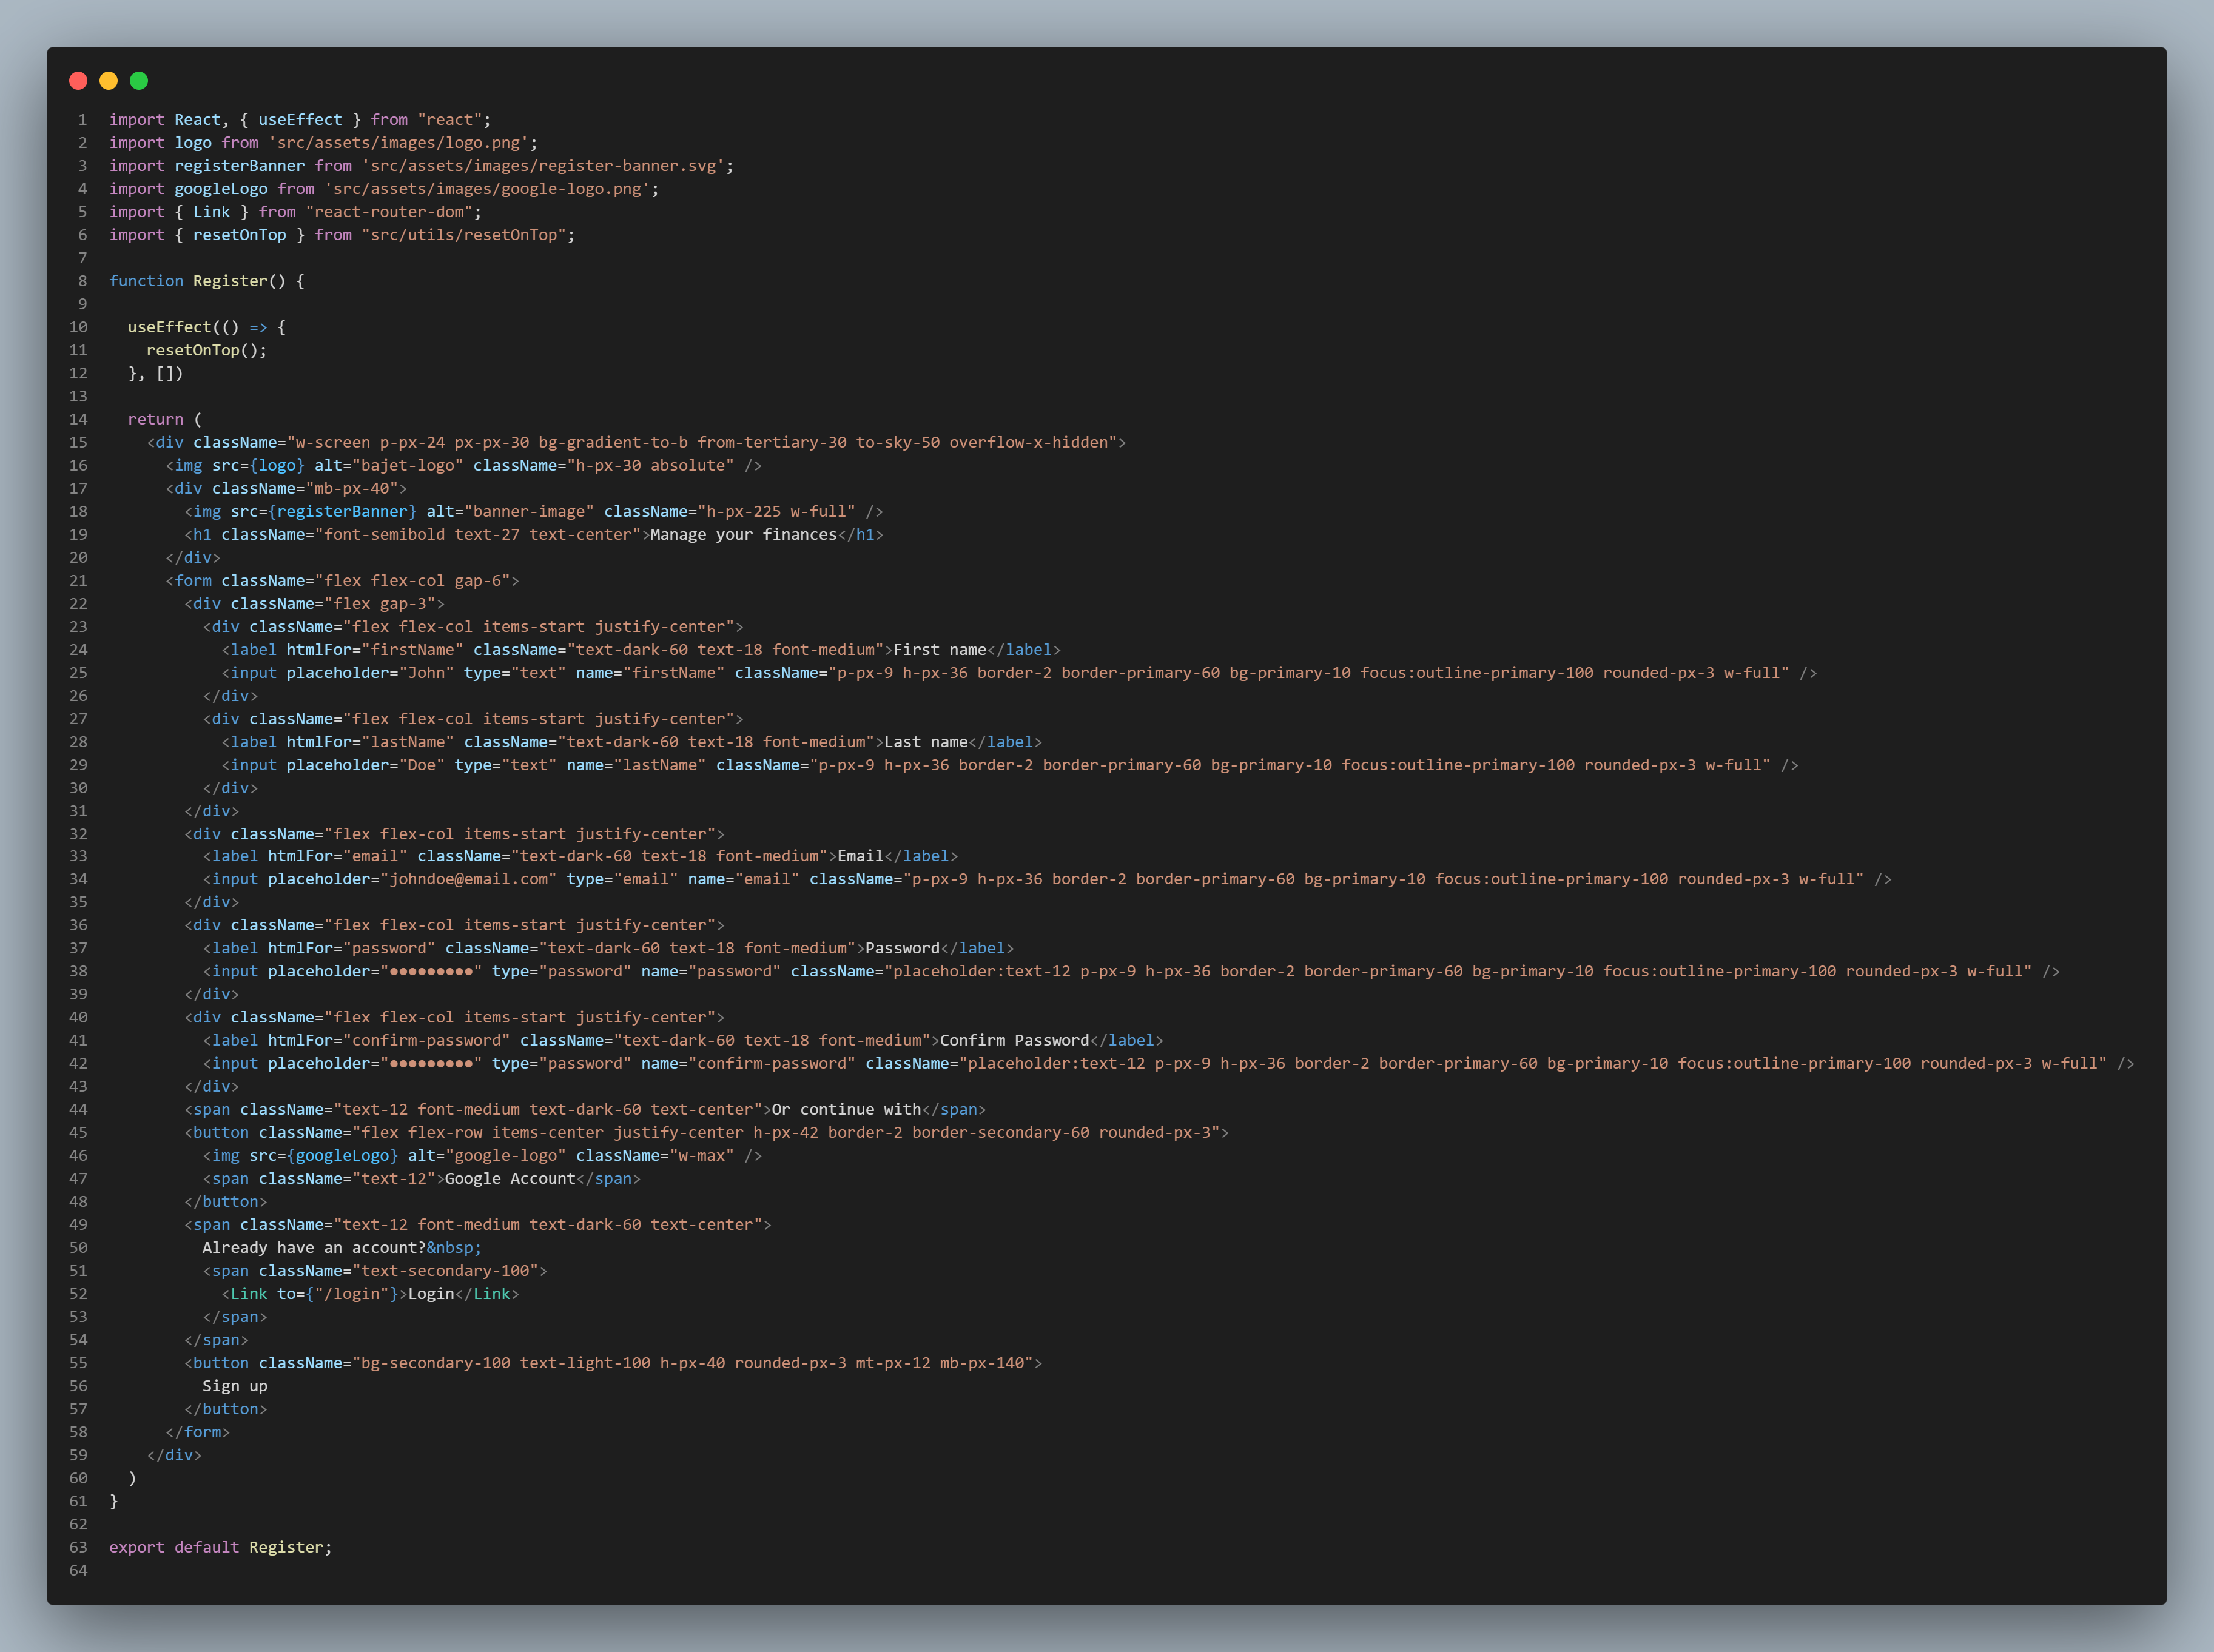 1 import React, { useEffect } from "react";
2 import logo from 'src/assets/images/logo.png';
3 import registerBanner from 'src/assets/images/register-banner.svg';
4 import googleLogo from 'src/assets/images/google-logo.png';
5 import { Link } from "react-router-dom";
6 import { resetOnTop } from "src/utils/resetOnTop";
7
8 function Register() {
9
10   useEffect(() => {
11     resetOnTop();
12   }, [])
13
14   return (
15     <div className="w-screen p-px-24 px-px-30 bg-gradient-to-b from-tertiary-30 to-sky-50 overflow-x-hidden">
16       <img src={logo} alt="bajet-logo" className="h-px-30 absolute" />
17       <div className="mb-px-40">
18         <img src={registerBanner} alt="banner-image" className="h-px-225 w-full" />
19         <h1 className="font-semibold text-27 text-center">Manage your finances</h1>
20       </div>
21       <form className="flex flex-col gap-6">
22         <div className="flex gap-3">
23           <div className="flex flex-col items-start justify-center">
24             <label htmlFor="firstName" className="text-dark-60 text-18 font-medium">First name</label>
25             <input placeholder="John" type="text" name="firstName" className="p-px-9 h-px-36 border-2 border-primary-60 bg-primary-10 focus:outline-primary-100 rounded-px-3 w-full" />
26           </div>
27           <div className="flex flex-col items-start justify-center">
28             <label htmlFor="lastName" className="text-dark-60 text-18 font-medium">Last name</label>
29             <input placeholder="Doe" type="text" name="lastName" className="p-px-9 h-px-36 border-2 border-primary-60 bg-primary-10 focus:outline-primary-100 rounded-px-3 w-full" />
30           </div>
31         </div>
32         <div className="flex flex-col items-start justify-center">
33           <label htmlFor="email" className="text-dark-60 text-18 font-medium">Email</label>
34           <input placeholder="johndoe@email.com" type="email" name="email" className="p-px-9 h-px-36 border-2 border-primary-60 bg-primary-10 focus:outline-primary-100 rounded-px-3 w-full" />
35         </div>
36         <div className="flex flex-col items-start justify-center">
37           <label htmlFor="password" className="text-dark-60 text-18 font-medium">Password</label>
38           <input placeholder="●●●●●●●●●" type="password" name="password" className="placeholder:text-12 p-px-9 h-px-36 border-2 border-primary-60 bg-primary-10 focus:outline-primary-100 rounded-px-3 w-full" />
39         </div>
40         <div className="flex flex-col items-start justify-center">
41           <label htmlFor="confirm-password" className="text-dark-60 text-18 font-medium">Confirm Password</label>
42           <input placeholder="●●●●●●●●●" type="password" name="confirm-password" className="placeholder:text-12 p-px-9 h-px-36 border-2 border-primary-60 bg-primary-10 focus:outline-primary-100 rounded-px-3 w-full" />
43         </div>
44         <span className="text-12 font-medium text-dark-60 text-center">Or continue with</span>
45         <button className="flex flex-row items-center justify-center h-px-42 border-2 border-secondary-60 rounded-px-3">
46           <img src={googleLogo} alt="google-logo" className="w-max" />
47           <span className="text-12">Google Account</span>
48         </button>
49         <span className="text-12 font-medium text-dark-60 text-center">
50           Already have an account?&nbsp;
51           <span className="text-secondary-100">
52             <Link to={"/login"}>Login</Link>
53           </span>
54         </span>
55         <button className="bg-secondary-100 text-light-100 h-px-40 rounded-px-3 mt-px-12 mb-px-140">
56           Sign up
57         </button>
58       </form>
59     </div>
60   )
61 }
62
63 export default Register;
64